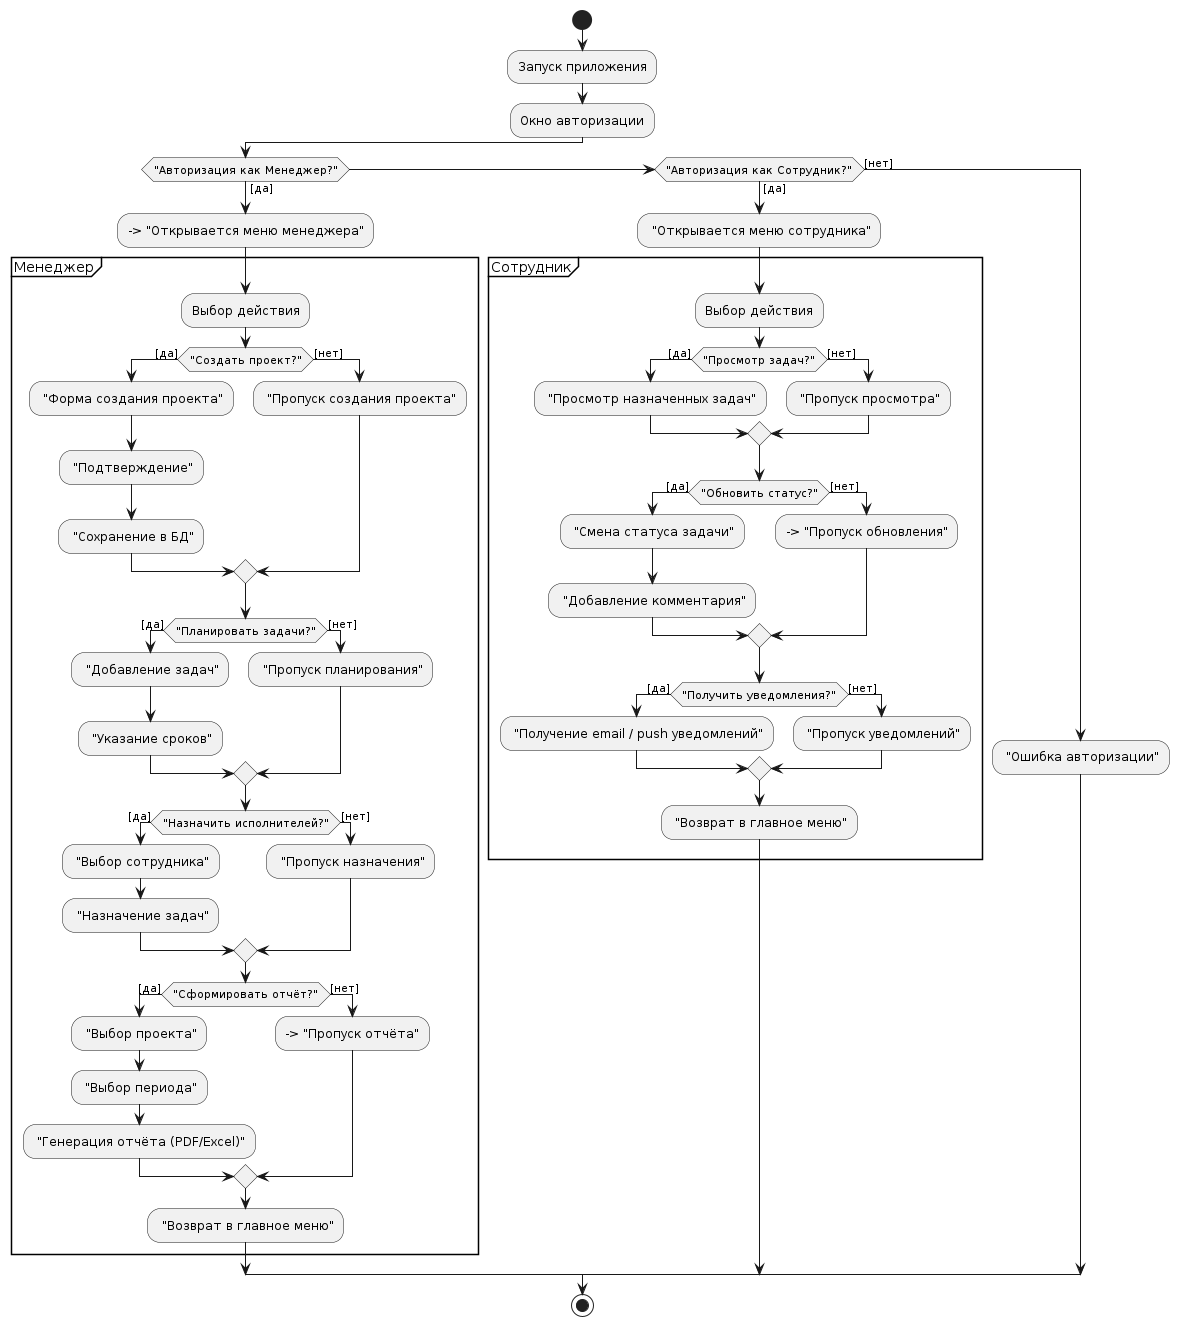 Запуск приложения
Окно авторизации
"Авторизация как Менеджер?"
[да]
-> "Открывается меню менеджера"
Менеджер
Выбор действия
"Создать проект?"
[да]
[нет]
"Форма создания проекта"
"Пропуск создания проекта"
"Подтверждение"
"Сохранение в БД"
"Планировать задачи?"
[да]
[нет]
"Добавление задач"
"Пропуск планирования"
"Указание сроков"
"Назначить исполнителей?"
[да]
[нет]
"Выбор сотрудника"
"Пропуск назначения"
"Назначение задач"
"Сформировать отчёт?"
[да]
[нет]
"Выбор проекта"
-> "Пропуск отчёта"
"Выбор периода"
"Генерация отчёта (PDF/Excel)"
"Возврат в главное меню"
"Авторизация как Сотрудник?"
[нет]
[да]
"Открывается меню сотрудника"
Сотрудник
Выбор действия
"Просмотр задач?"
[да]
[нет]
"Просмотр назначенных задач"
"Пропуск просмотра"
"Обновить статус?"
[да]
[нет]
"Смена статуса задачи"
-> "Пропуск обновления"
"Добавление комментария"
"Получить уведомления?"
[да]
[нет]
"Получение email / push уведомлений"
"Пропуск уведомлений"
"Возврат в главное меню"
"Ошибка авторизации"